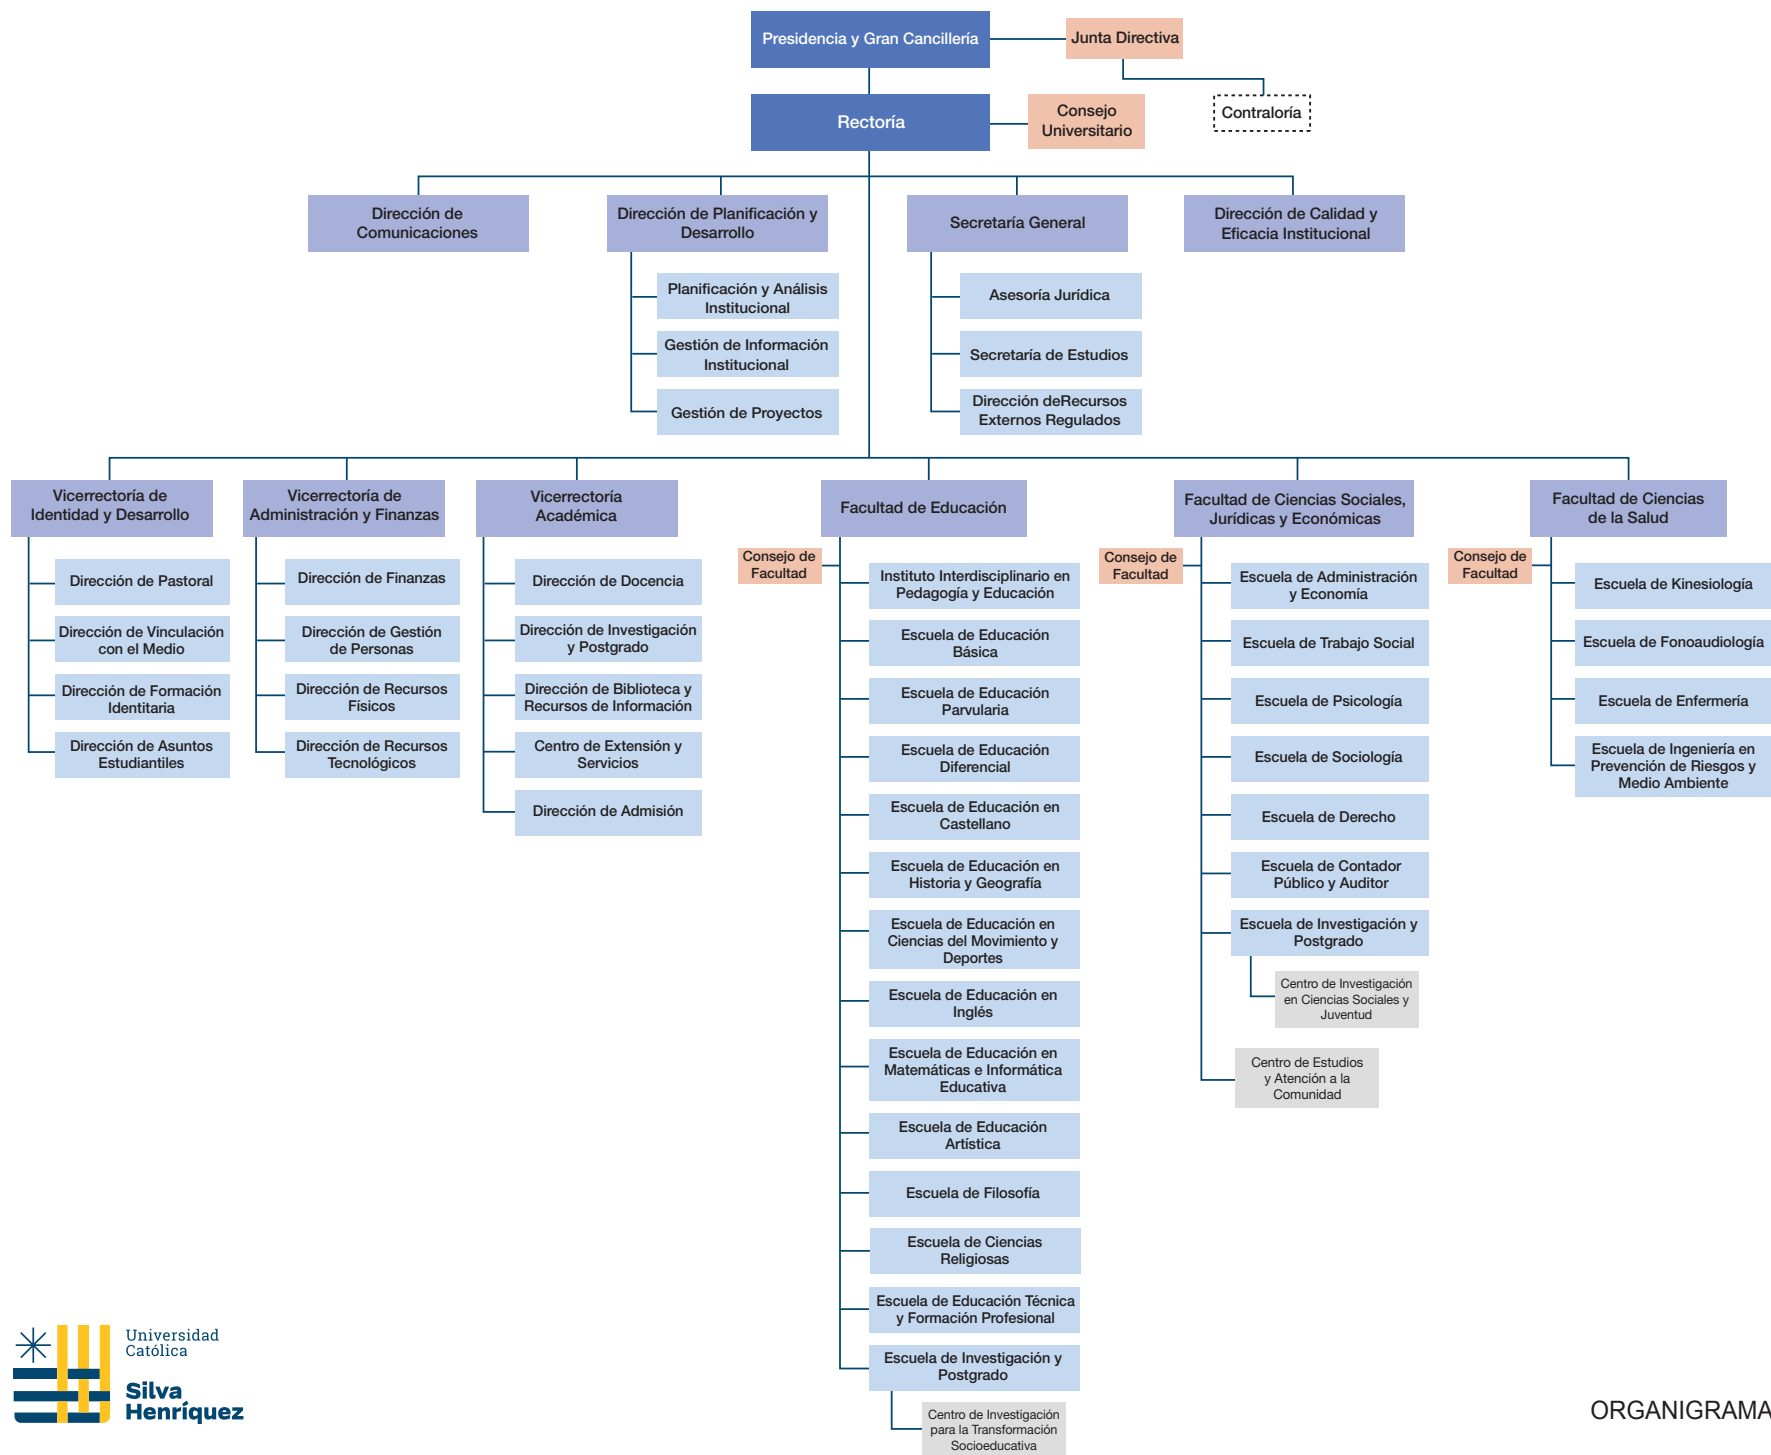 Presidencia y Gran Cancillería
Junta Directiva
Contraloría
Rectoría
Consejo
Universitario
Dirección de
Comunicaciones
Dirección de Planificación y
Desarrollo
Secretaría General
Dirección de Calidad y
Eficacia Institucional
Planificación y Análisis
Institucional
Gestión de Información
Institucional
Gestión de Proyectos
Asesoría Jurídica
Secretaría de Estudios
Dirección deRecursos
Externos Regulados
Vicerrectoría de
Identidad y Desarrollo
Dirección de Pastoral
Dirección de Vinculación
con el Medio
Dirección de Formación
Identitaria
Dirección de Asuntos
Estudiantiles
Vicerrectoría de
Administración y Finanzas
Dirección de Finanzas
Dirección de Gestión
de Personas
Dirección de Recursos
Físicos
Dirección de Recursos
Tecnológicos
Vicerrectoría
Académica
Dirección de Docencia
Dirección de Investigación
y Postgrado
Dirección de Biblioteca y
Recursos de Información
Centro de Extensión y
Servicios
Dirección de Admisión
Facultad de Educación
Consejo de
Facultad
Instituto Interdisciplinario en
Pedagogía y Educación
Escuela de Educación
Básica
Escuela de Educación
Parvularia
Escuela de Educación
Diferencial
Escuela de Educación en
Castellano
Escuela de Educación en
Historia y Geografía
Escuela de Educación en
Ciencias del Movimiento y
Deportes
Escuela de Educación en
Inglés
Escuela de Educación en
Matemáticas e Informática
Educativa
Escuela de Educación
Artística
Escuela de Filosofía
Escuela de Ciencias
Religiosas
Escuela de Educación Técnica
y Formación Profesional
Escuela de Investigación y
Postgrado
Centro de Investigación
para la Transformación
Socioeducativa
Facultad de Ciencias Sociales,
Jurídicas y Económicas
Consejo de
Facultad
Escuela de Administración
y Economía
Escuela de Trabajo Social
Escuela de Psicología
Escuela de Sociología
Escuela de Derecho
Escuela de Contador
Público y Auditor
Escuela de Investigación y
Postgrado
Centro de Investigación
en Ciencias Sociales y
Juventud
Centro de Estudios
y Atención a la
Comunidad
Facultad de Ciencias
de la Salud
Consejo de
Facultad
Escuela de Kinesiología
Escuela de Fonoaudiología
Escuela de Enfermería
Escuela de Ingeniería en
Prevención de Riesgos y
Medio Ambiente
Universidad
Católica
Silva
Henríquez
ORGANIGRAMA